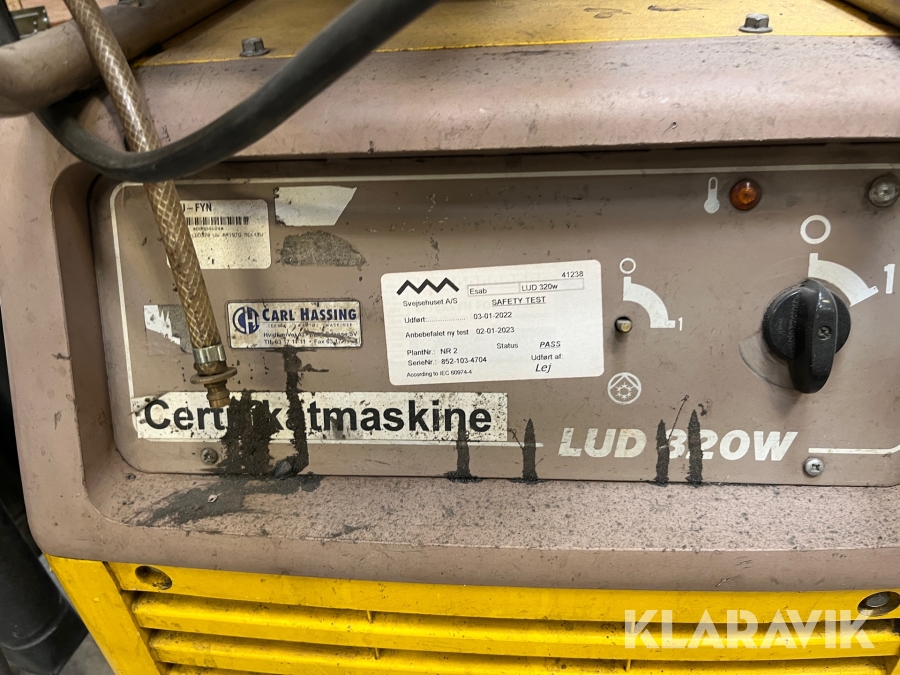 U-FYN
CH CARL HASSING
41238
Svejsehuset A/S
Esab LUD 320w
SAFETY TEST
Udført.................... 03-01-2022
Anbebefalet ny test 02-01-2023
PlantNr.: NR 2 Status PASS
SerieNr.: 852-103-4704 Udført af:
According to IEC 60974-4 Lej
1
1
Certifikatmaskine
LUD 320W
KLARAVIK